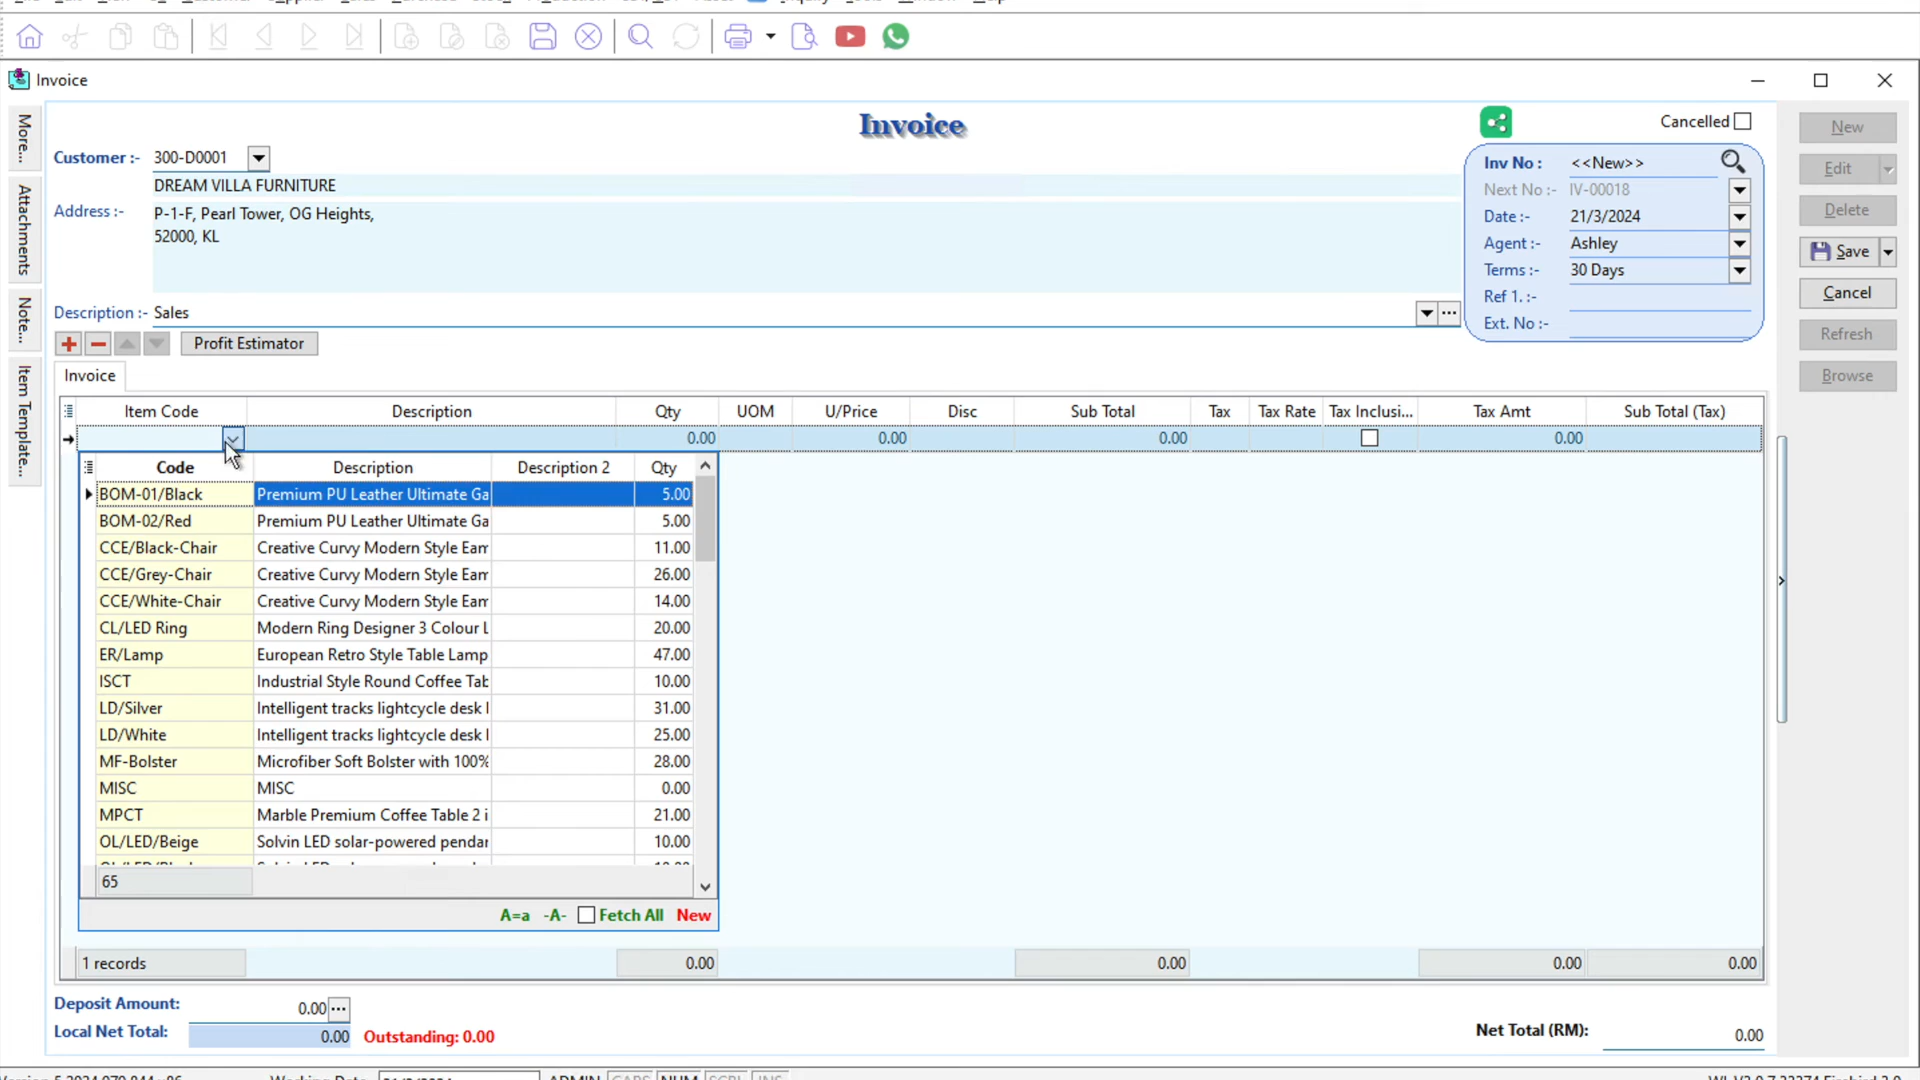 Invoice
More...
Attachments
Note...
Item Template...
Invoice
Cancelled
Customer :- 300-D0001
DREAM VILLA FURNITURE
Address :- P-1-F, Pearl Tower, OG Heights,
52000, KL
Description :- Sales
Inv No : <<New>>
Next No :- IV-00018
Date :- 21/3/2024
Agent :- Ashley
Terms :- 30 Days
Ref 1. :-
Ext. No :-
New
Edit
Delete
Save
Cancel
Refresh
Browse
Profit Estimator
Invoice
Item Code Description Qty UOM U/Price Disc Sub Total Tax Tax Rate Tax Inclusi... Tax Amt Sub Total (Tax)
0.00 0.00 0.00 0.00
Code Description Description 2 Qty
BOM-01/Black Premium PU Leather Ultimate Ga 5.00
BOM-02/Red Premium PU Leather Ultimate Ga 5.00
CCE/Black-Chair Creative Curvy Modern Style Eam 11.00
CCE/Grey-Chair Creative Curvy Modern Style Eam 26.00
CCE/White-Chair Creative Curvy Modern Style Eam 14.00
CL/LED Ring Modern Ring Designer 3 Colour L 20.00
ER/Lamp European Retro Style Table Lamp 47.00
ISCT Industrial Style Round Coffee Tab 10.00
LD/Silver Intelligent tracks lightcycle desk l 31.00
LD/White Intelligent tracks lightcycle desk l 25.00
MF-Bolster Microfiber Soft Bolster with 100% 28.00
MISC MISC 0.00
MPCT Marble Premium Coffee Table 2 i 21.00
OL/LED/Beige Solvin LED solar-powered pendar 10.00
65
A=a -A- Fetch All New
1 records 0.00 0.00 0.00 0.00
Deposit Amount: 0.00
Local Net Total: 0.00 Outstanding: 0.00
Net Total (RM): 0.00